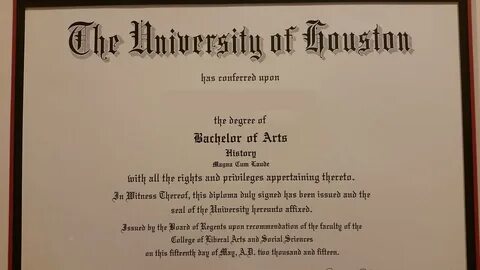 The University of Houston
has conferred upon
the degree of
Bachelor of Arts
History
Magna Cum Laude
with all the rights and privileges appertaining thereto.
In Witness Thereof, this diploma duly signed has been issued and the
seal of the University hereunto affixed.
Issued by the Board of Regents upon recommendation of the faculty of the
College of Liberal Arts and Social Sciences
on this fifteenth day of May, A.D. two thousand and fifteen.